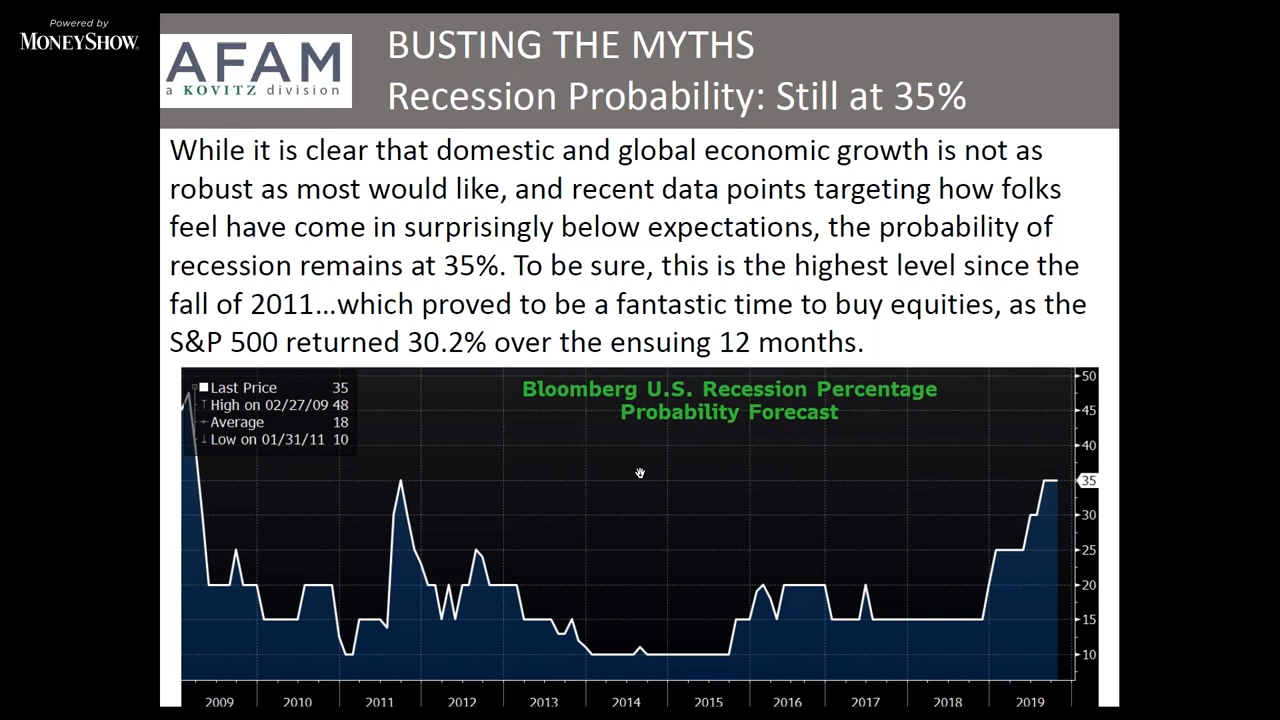 Powered by
MONEYSHOW
AFAM
a KOVITZ division
BUSTING THE MYTHS
Recession Probability: Still at 35%
While it is clear that domestic and global economic growth is not as
robust as most would like, and recent data points targeting how folks
feel have come in surprisingly below expectations, the probability of
recession remains at 35%. To be sure, this is the highest level since the
fall of 2011…which proved to be a fantastic time to buy equities, as the
S&P 500 returned 30.2% over the ensuing 12 months.
Bloomberg U.S. Recession Percentage
Probability Forecast
Last Price 35
High on 02/27/09 48
Average 18
Low on 01/31/11 10
50
45
40
35
30
25
20
15
10
2009 2010 2011 2012 2013 2014 2015 2016 2017 2018 2019